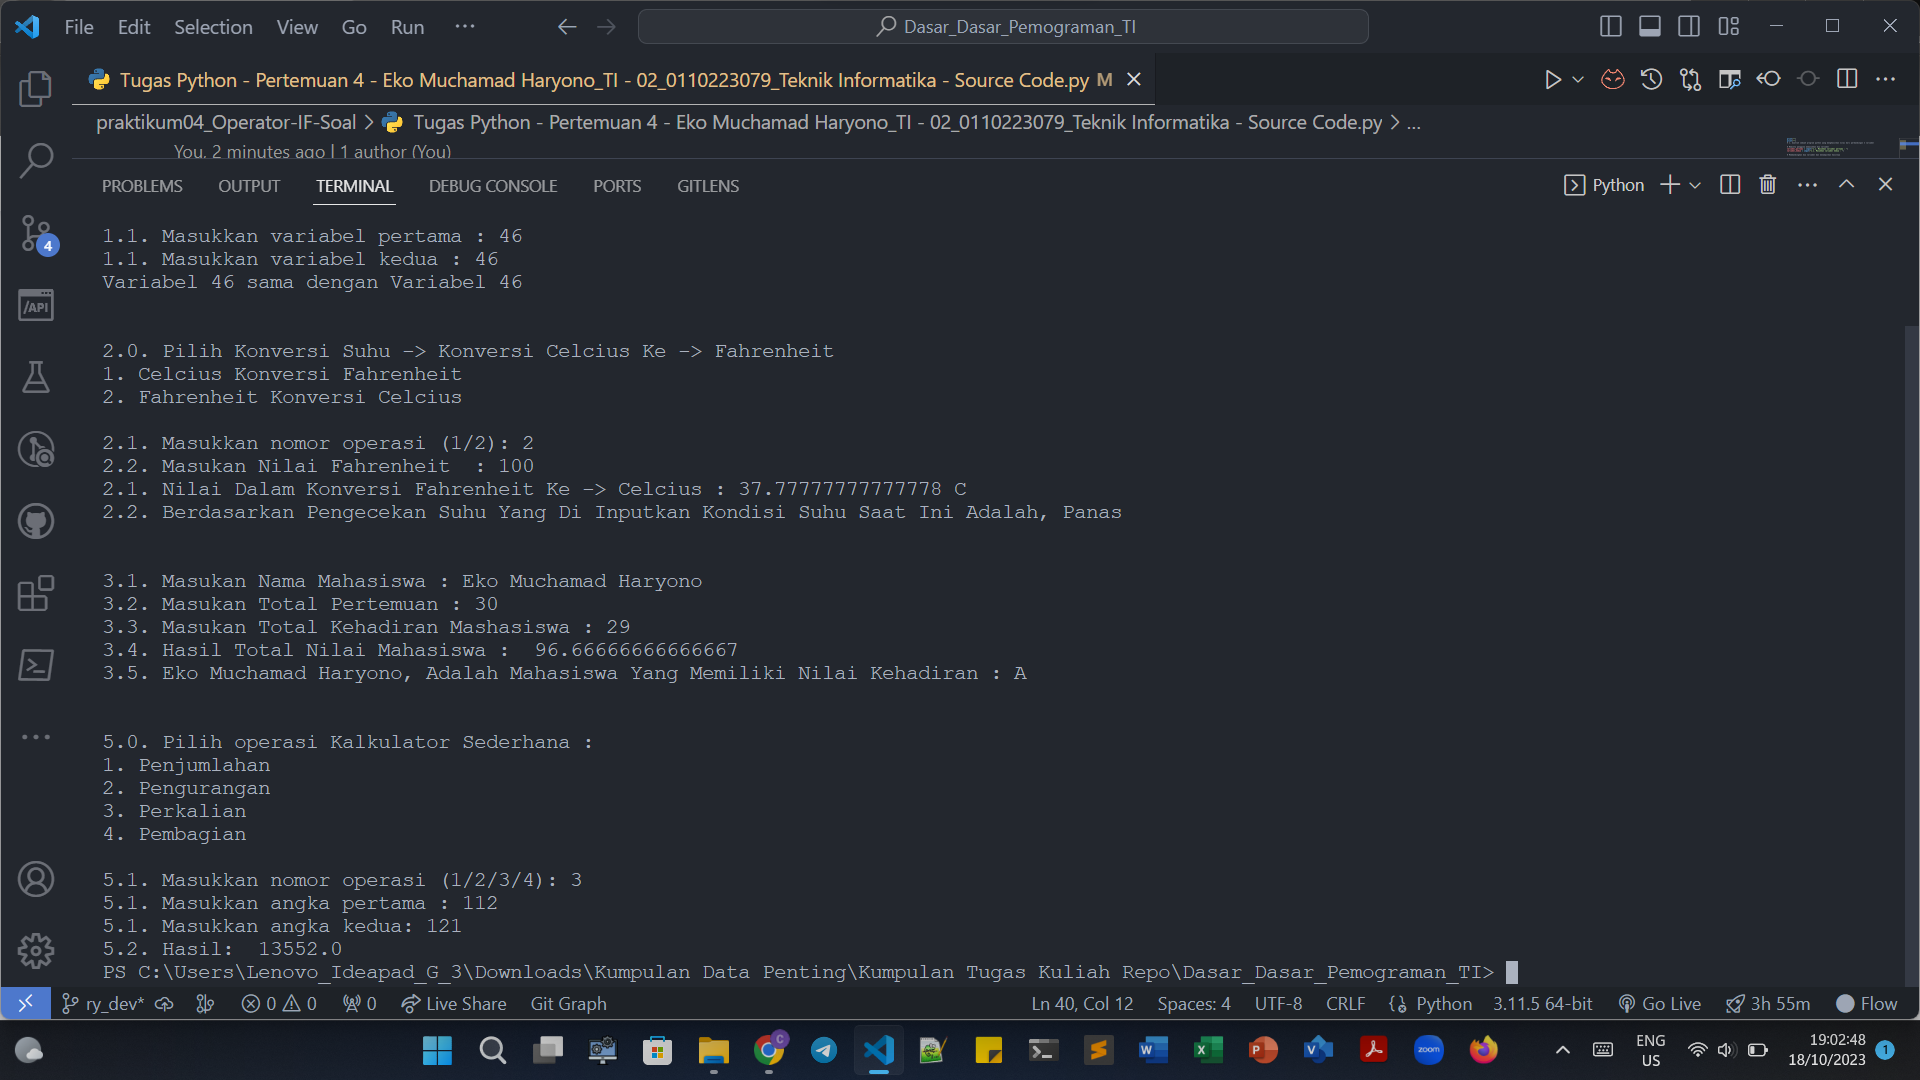 File Edit Selection View Go Run ··· Dasar_Dasar_Pemograman_TI
Tugas Python - Pertemuan 4 - Eko Muchamad Haryono_TI - 02_0110223079_Teknik Informatika - Source Code.py M
praktikum04_Operator-IF-Soal > Tugas Python - Pertemuan 4 - Eko Muchamad Haryono_TI - 02_0110223079_Teknik Informatika - Source Code.py > ...
You, 2 minutes ago | 1 author (You)
PROBLEMS OUTPUT TERMINAL DEBUG CONSOLE PORTS GITLENS Python
1.1. Masukkan variabel pertama : 46
1.1. Masukkan variabel kedua : 46
Variabel 46 sama dengan Variabel 46
2.0. Pilih Konversi Suhu -> Konversi Celcius Ke -> Fahrenheit
1. Celcius Konversi Fahrenheit
2. Fahrenheit Konversi Celcius
2.1. Masukkan nomor operasi (1/2): 2
2.2. Masukan Nilai Fahrenheit  : 100
2.1. Nilai Dalam Konversi Fahrenheit Ke -> Celcius : 37.77777777777778 C
2.2. Berdasarkan Pengecekan Suhu Yang Di Inputkan Kondisi Suhu Saat Ini Adalah, Panas
3.1. Masukan Nama Mahasiswa : Eko Muchamad Haryono
3.2. Masukan Total Pertemuan : 30
3.3. Masukan Total Kehadiran Mashasiswa : 29
3.4. Hasil Total Nilai Mahasiswa :  96.66666666666667
3.5. Eko Muchamad Haryono, Adalah Mahasiswa Yang Memiliki Nilai Kehadiran : A
5.0. Pilih operasi Kalkulator Sederhana :
1. Penjumlahan
2. Pengurangan
3. Perkalian
4. Pembagian
5.1. Masukkan nomor operasi (1/2/3/4): 3
5.1. Masukkan angka pertama : 112
5.1. Masukkan angka kedua: 121
5.2. Hasil:  13552.0
PS C:\Users\Lenovo_Ideapad_G_3\Downloads\Kumpulan Data Penting\Kumpulan Tugas Kuliah Repo\Dasar_Dasar_Pemograman_TI>
4
/API
ry_dev* 0 0 0 Live Share Git Graph Ln 40, Col 12 Spaces: 4 UTF-8 CRLF Python 3.11.5 64-bit Go Live 3h 55m Flow
C
zoom
ENG
US
19:02:48
18/10/2023
1